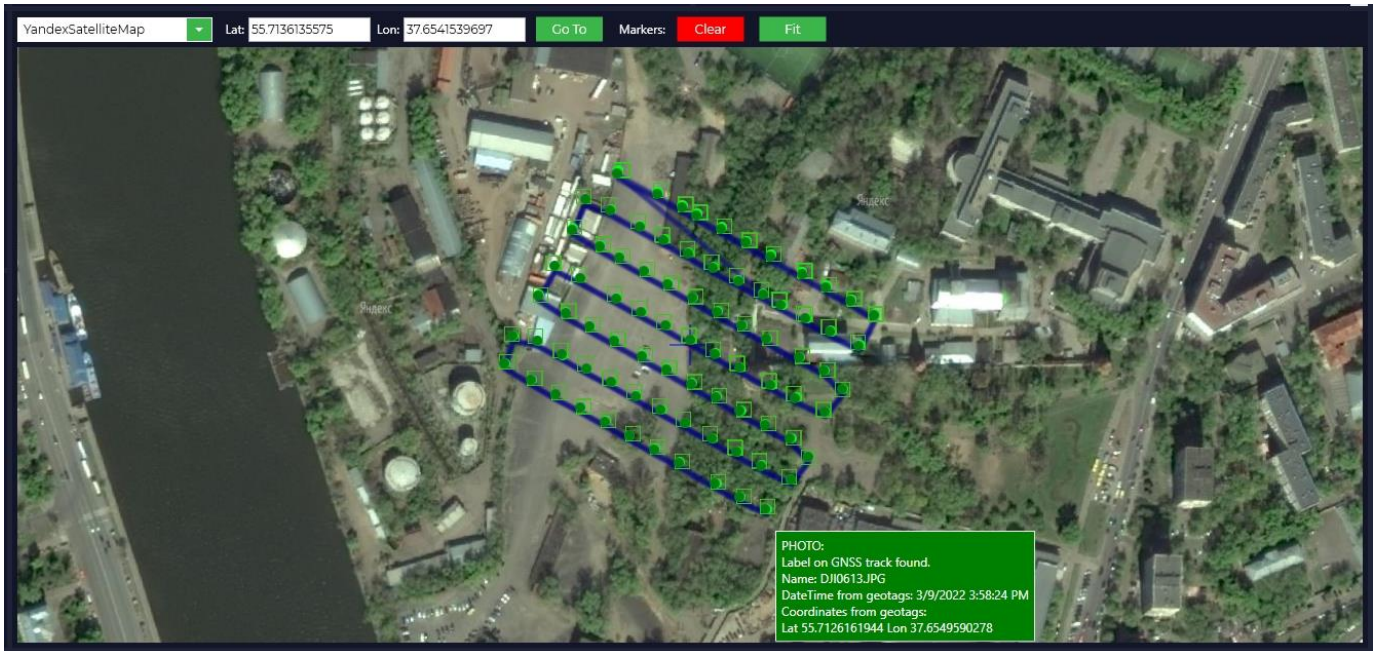 YandexSatelliteMap Lat: 55.7136135575 Lon: 37.6541539697 Go To Markers: Clear Fit
Яндекс
Яндекс
PHOTO:
Label on GNSS track found.
Name: DJI0613.JPG
DateTime from geotags: 3/9/2022 3:58:24 PM
Coordinates from geotags:
Lat 55.7126161944 Lon 37.6549590278